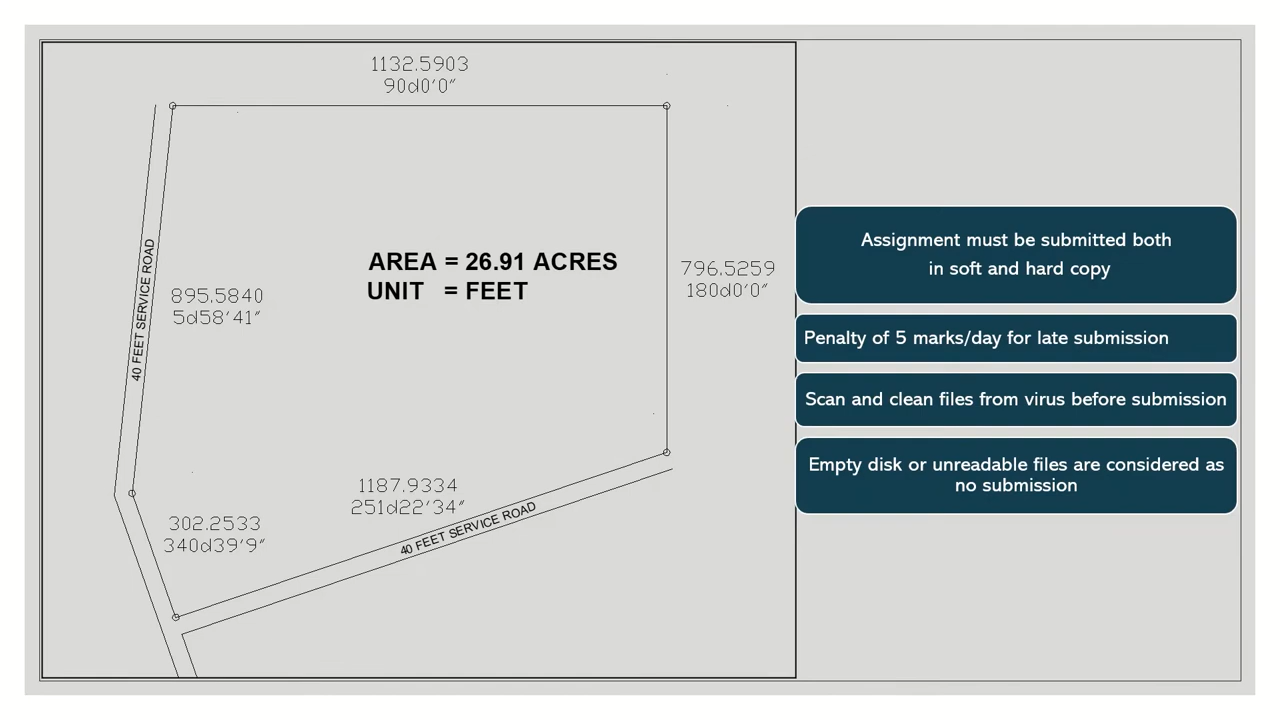 1132.5903
90d0'0"
40 FEET SERVICE ROAD
AREA = 26.91 ACRES
UNIT = FEET
895.5840
5d58'41"
796.5259
180d0'0"
1187.9334
251d22'34"
40 FEET SERVICE ROAD
302.2533
340d39'9"
Assignment must be submitted both
in soft and hard copy
Penalty of 5 marks/day for late submission
Scan and clean files from virus before submission
Empty disk or unreadable files are considered as
no submission